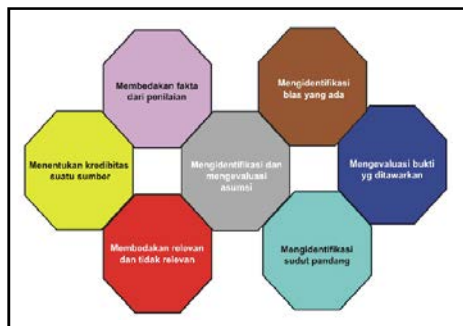 Membedakan fakta
dari penilaian
Mengidentifikasi
bias yang ada
Menentukan kredibitas
suatu sumber
Mengidentifikasi dan
mengevaluasi
asumsi
Mengevaluasi bukti
yg ditawarkan
Membedakan relevan
dan tidak relevan
Mengidentifikasi
sudut pandang